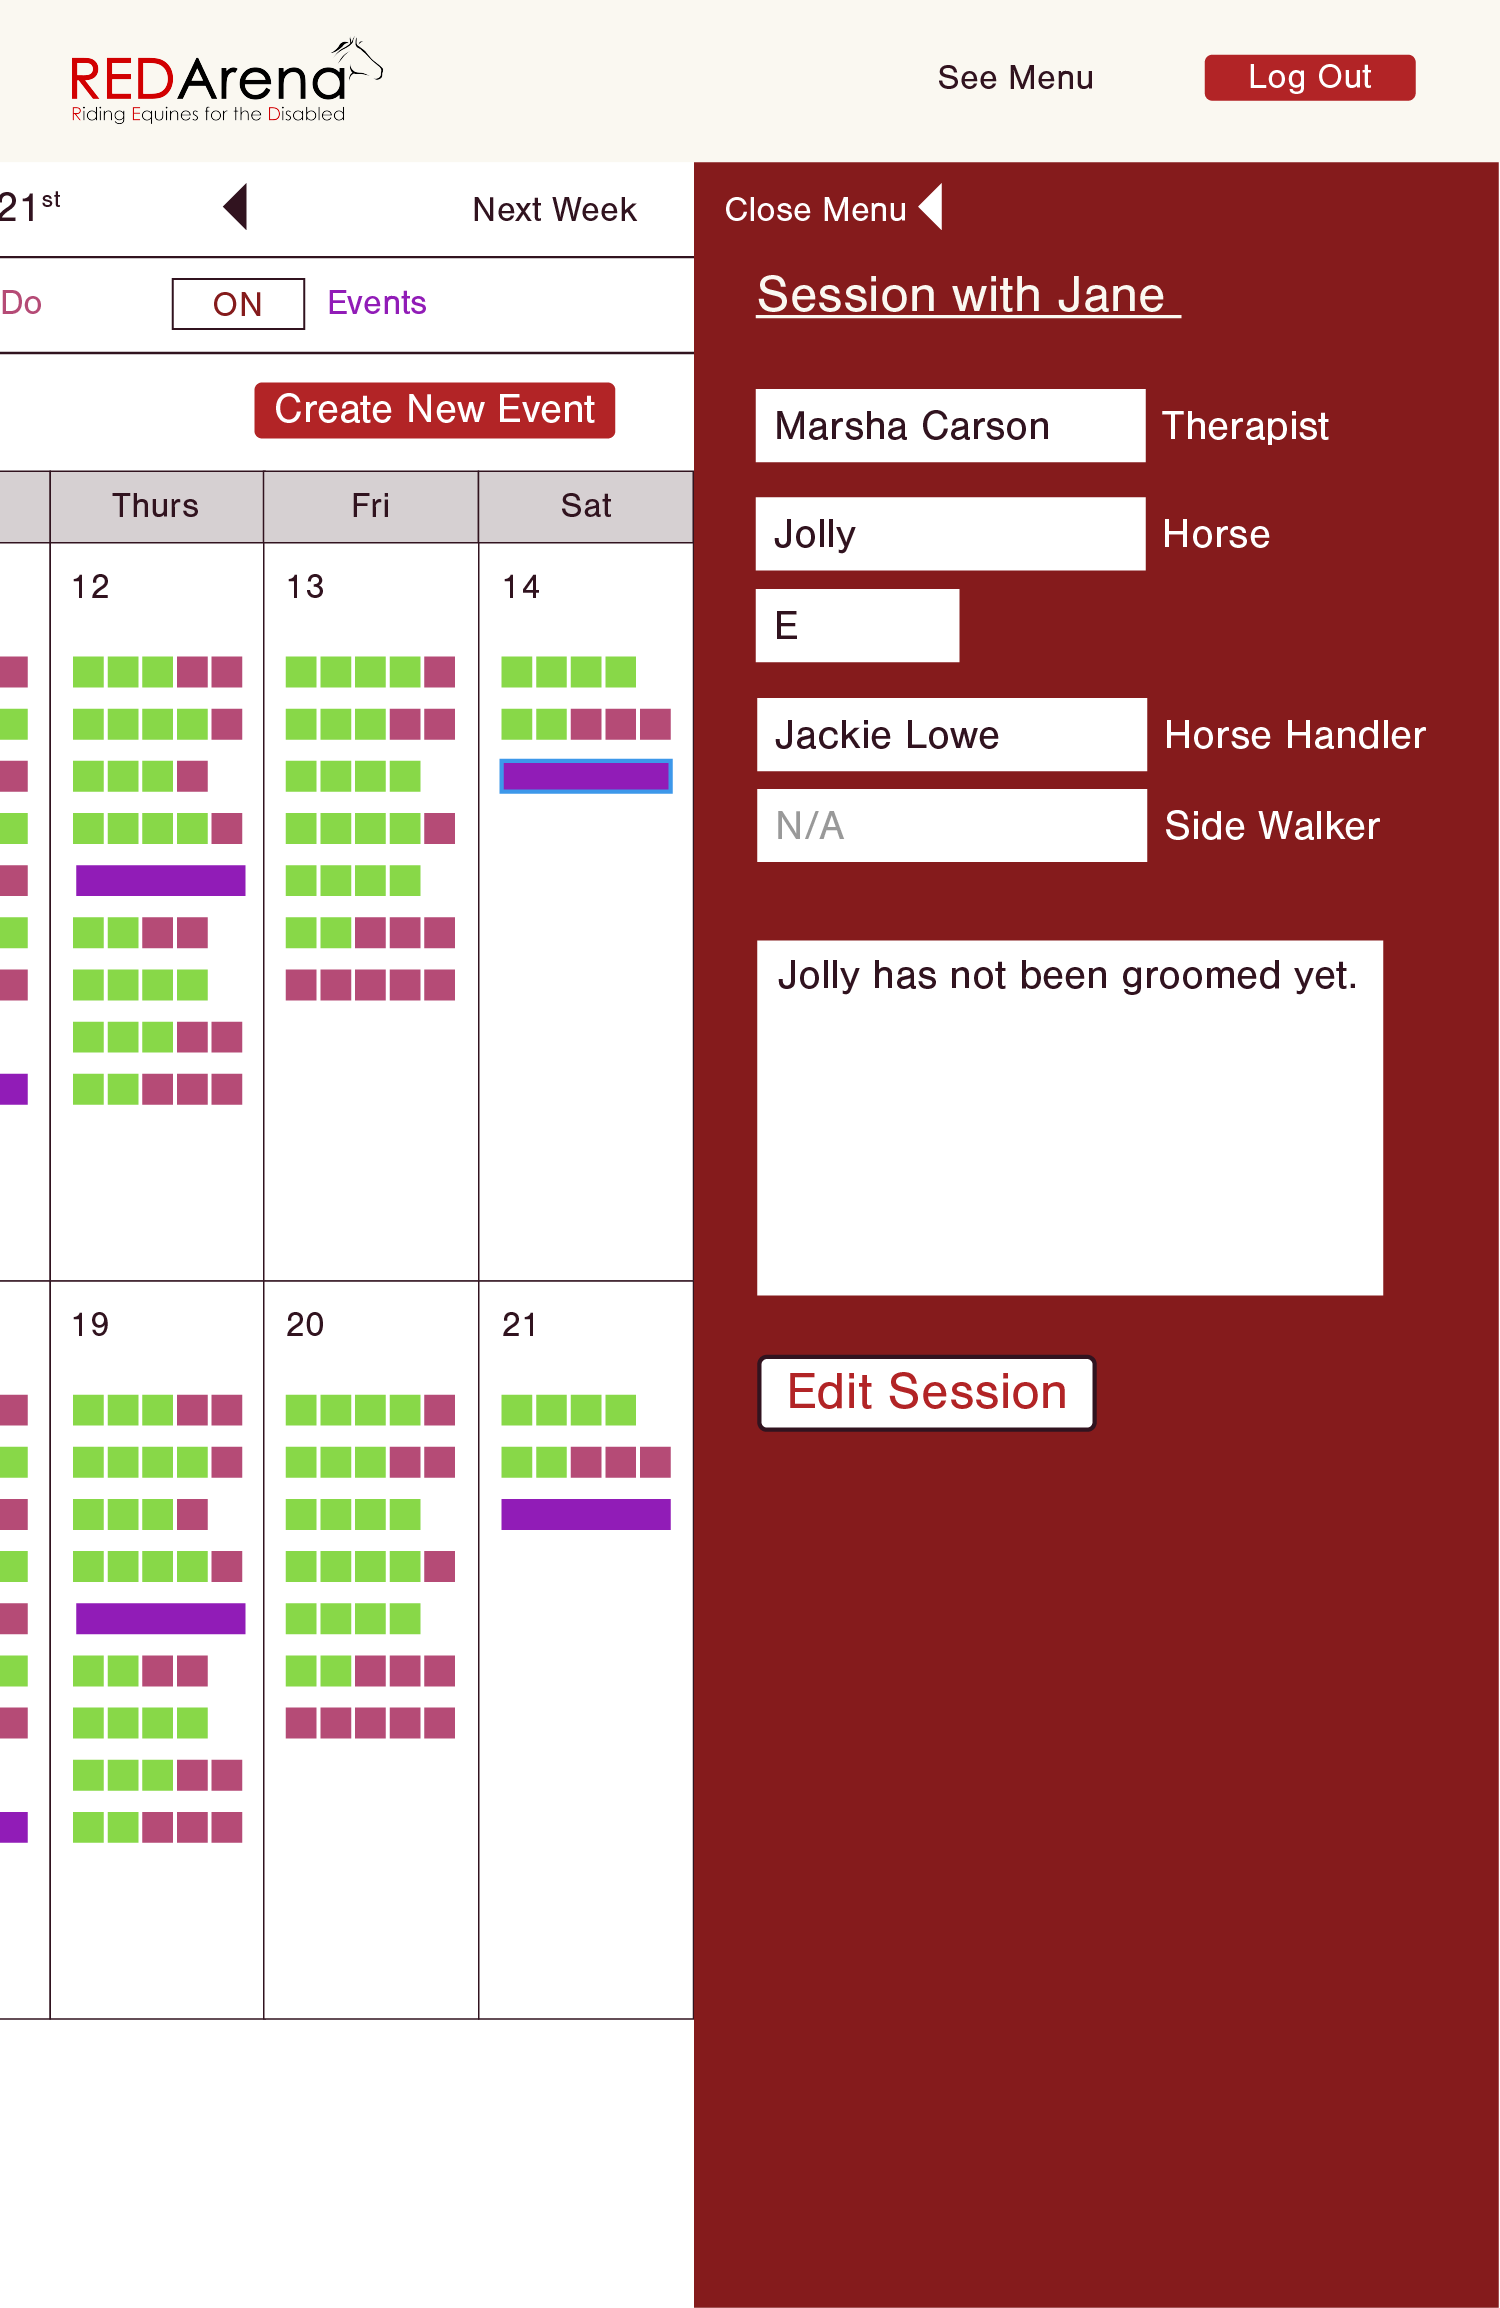 REDArena
Riding Equines for the Disabled
See Menu
Log Out
21st
Next Week
Do
ON
Events
Create New Event
Thurs
Fri
Sat
12
13
14
19
20
21
Close Menu
Session with Jane
Marsha Carson
Therapist
Jolly
Horse
E
Jackie Lowe
Horse Handler
N/A
Side Walker
Jolly has not been groomed yet.
Edit Session